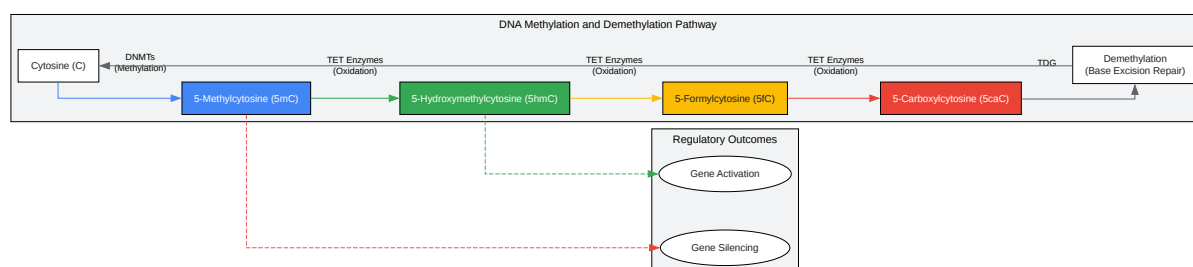 DNA Methylation and Demethylation Pathway
Cytosine (C)
DNMTs
(Methylation)
TET Enzymes
(Oxidation)
TET Enzymes
(Oxidation)
TET Enzymes
(Oxidation)
TDG
Demethylation
(Base Excision Repair)
5-Methylcytosine (5mC)
5-Hydroxymethylcytosine (5hmC)
5-Formylcytosine (5fC)
5-Carboxylcytosine (5caC)
Regulatory Outcomes
Gene Activation
Gene Silencing